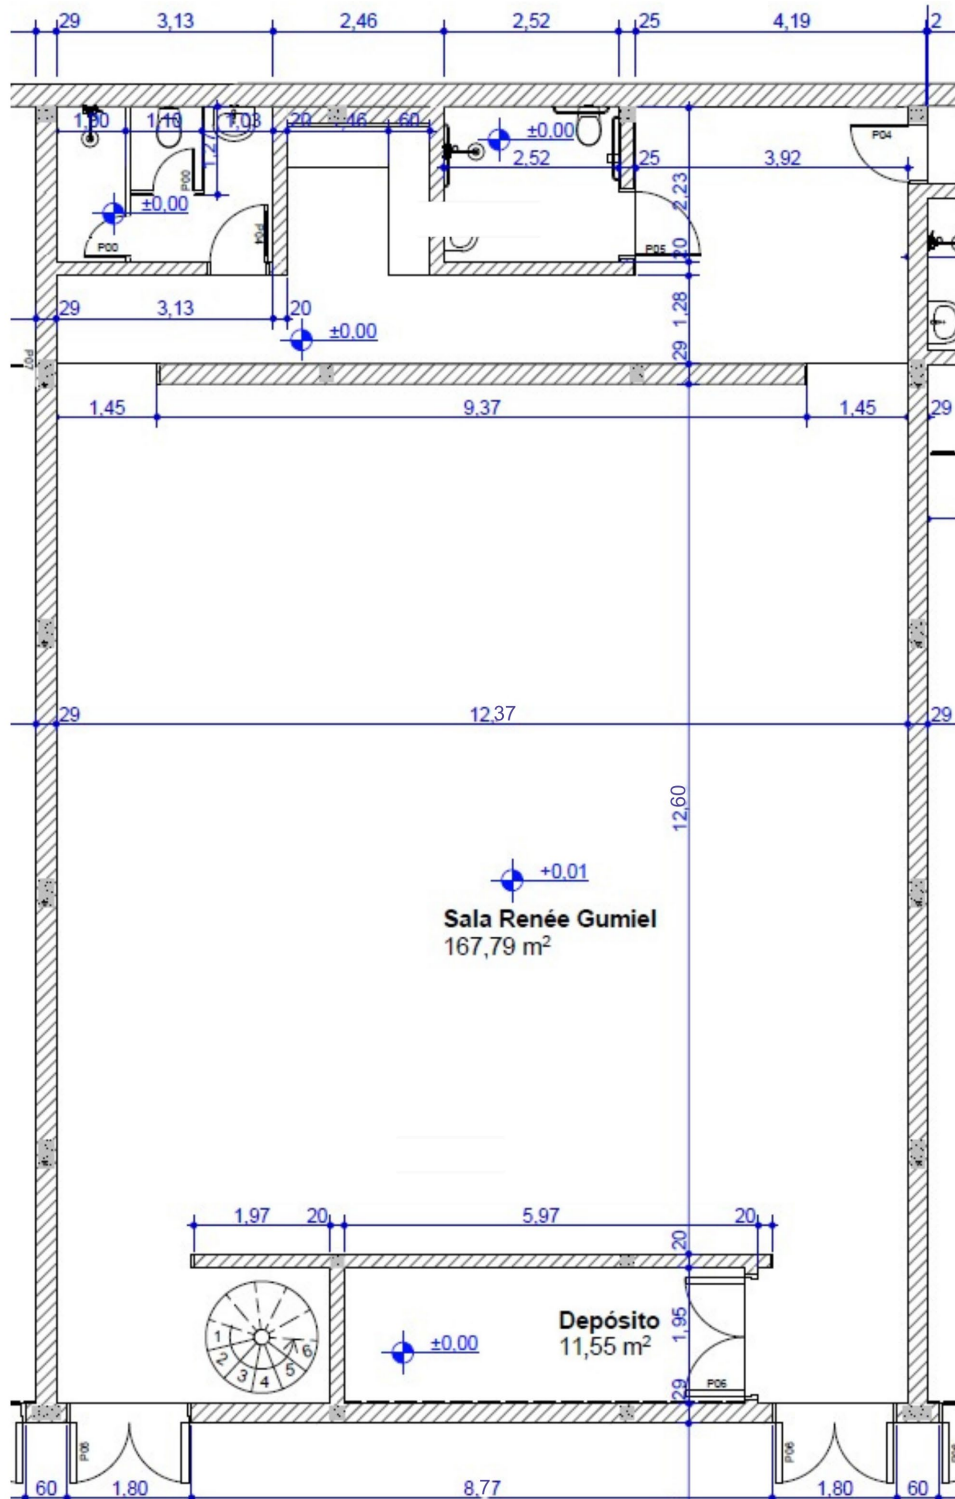 29 3,13 2,46 2,52 25 4,19 2
1,10 1,03 20 60 ±0,00 P04
1,27 2,52 25 3,92
P00 ±0,00 2,23
P00 P04 P05 20
29 3,13 20 1,28
±0,00
P07 29
1,45 9,37 1,45 29
29 12,37 29
12,60
+0,01
Sala Renée Gumiel
167,79 m²
1,97 20 5,97 20
20
Depósito
11,55 m²
1,95
±0,00
1 2 3 4 5 6
P06 29
P06 P06
60 1,80 8,77 1,80 60